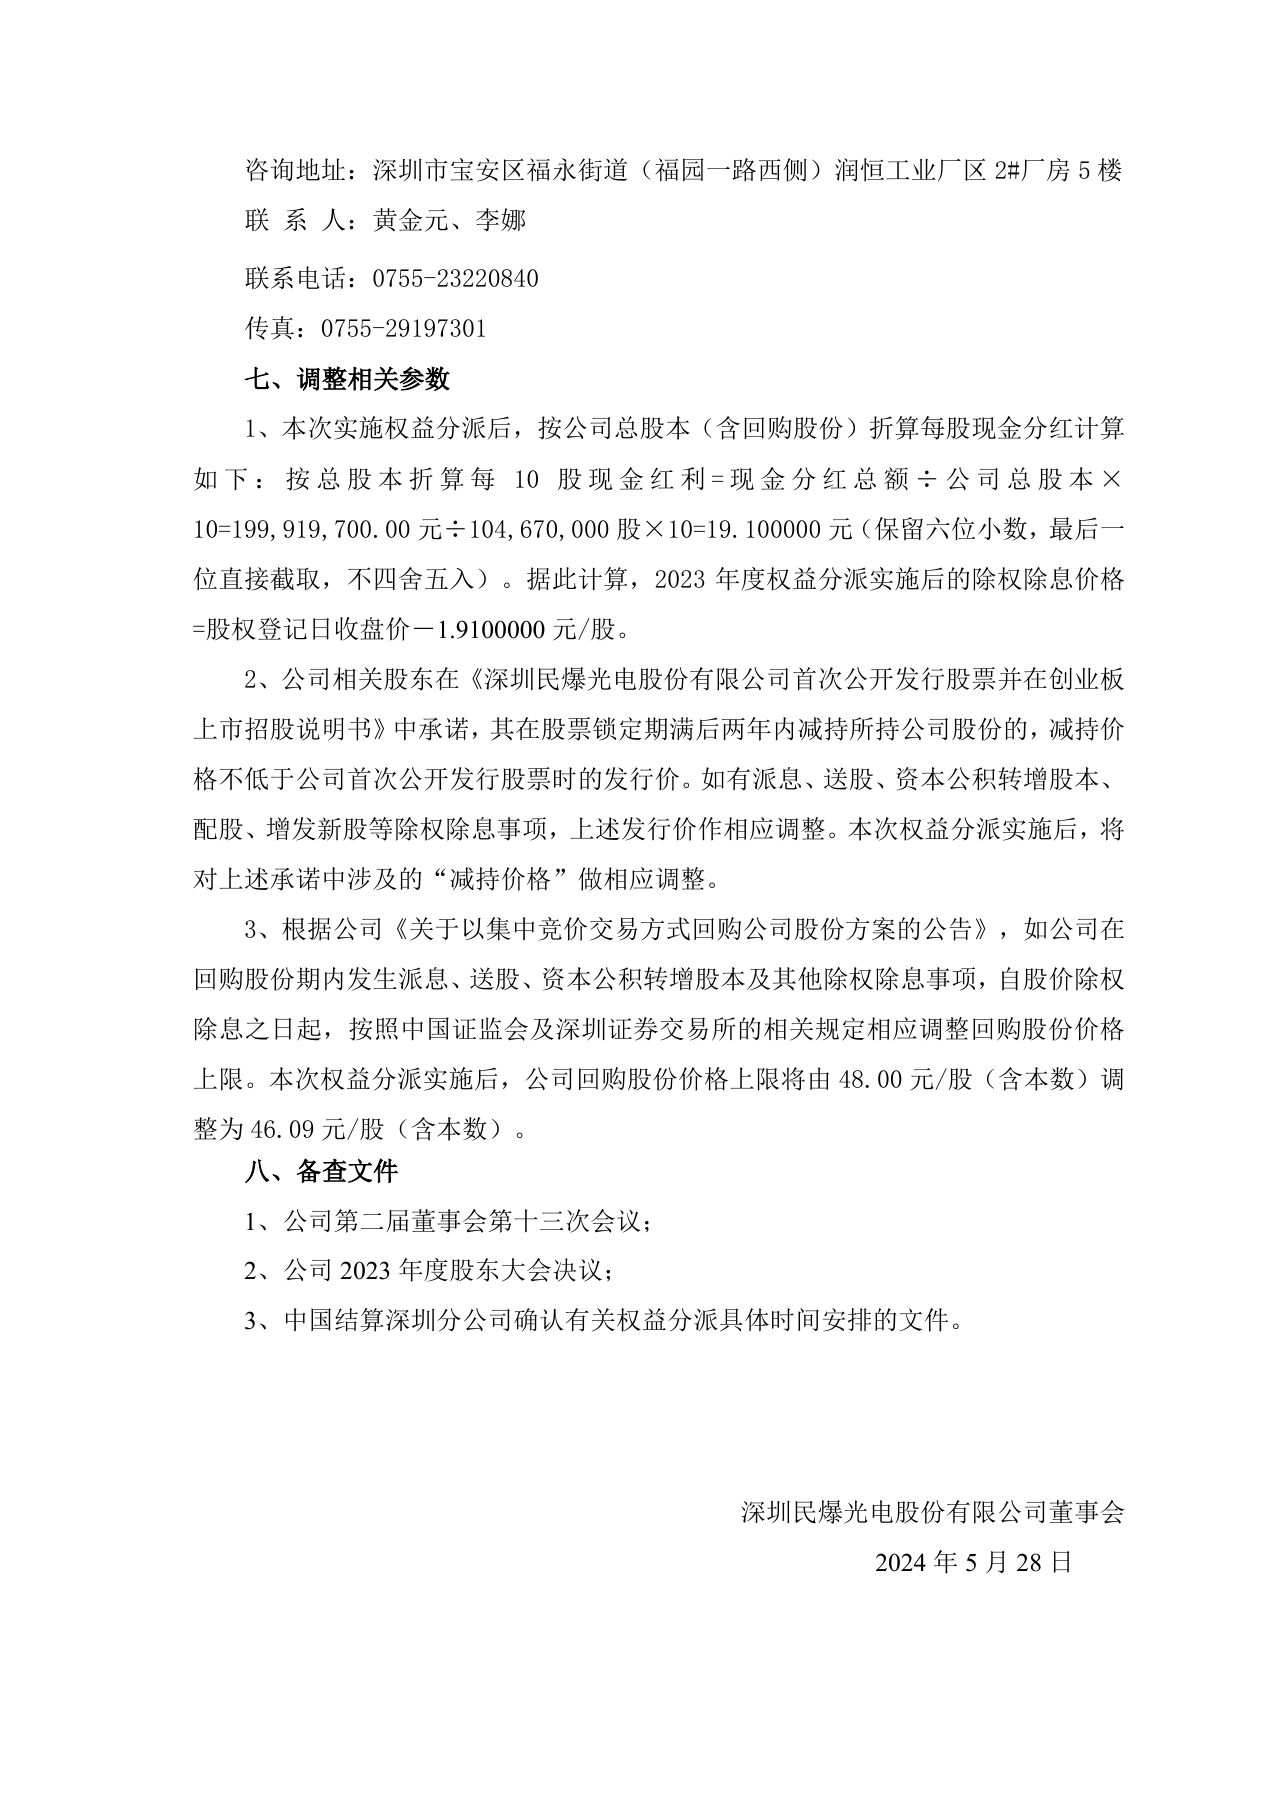 咨询地址：深圳市宝安区福永街道（福园一路西侧）润恒工业厂区 2#厂房 5 楼
联 系 人：黄金元、李娜
联系电话：0755-23220840
传真：0755-29197301
七、调整相关参数
1、本次实施权益分派后，按公司总股本（含回购股份）折算每股现金分红计算
如下：按总股本折算每 10 股现金红利=现金分红总额÷公司总股本×
10=199,919,700.00 元÷104,670,000 股×10=19.100000 元（保留六位小数，最后一
位直接截取，不四舍五入）。据此计算，2023 年度权益分派实施后的除权除息价格
=股权登记日收盘价－1.9100000 元/股。
2、公司相关股东在《深圳民爆光电股份有限公司首次公开发行股票并在创业板
上市招股说明书》中承诺，其在股票锁定期满后两年内减持所持公司股份的，减持价
格不低于公司首次公开发行股票时的发行价。如有派息、送股、资本公积转增股本、
配股、增发新股等除权除息事项，上述发行价作相应调整。本次权益分派实施后，将
对上述承诺中涉及的“减持价格”做相应调整。
3、根据公司《关于以集中竞价交易方式回购公司股份方案的公告》，如公司在
回购股份期内发生派息、送股、资本公积转增股本及其他除权除息事项，自股价除权
除息之日起，按照中国证监会及深圳证券交易所的相关规定相应调整回购股份价格
上限。本次权益分派实施后，公司回购股份价格上限将由 48.00 元/股（含本数）调
整为 46.09 元/股（含本数）。
八、备查文件
1、公司第二届董事会第十三次会议；
2、公司 2023 年度股东大会决议；
3、中国结算深圳分公司确认有关权益分派具体时间安排的文件。
深圳民爆光电股份有限公司董事会
2024 年 5 月 28 日